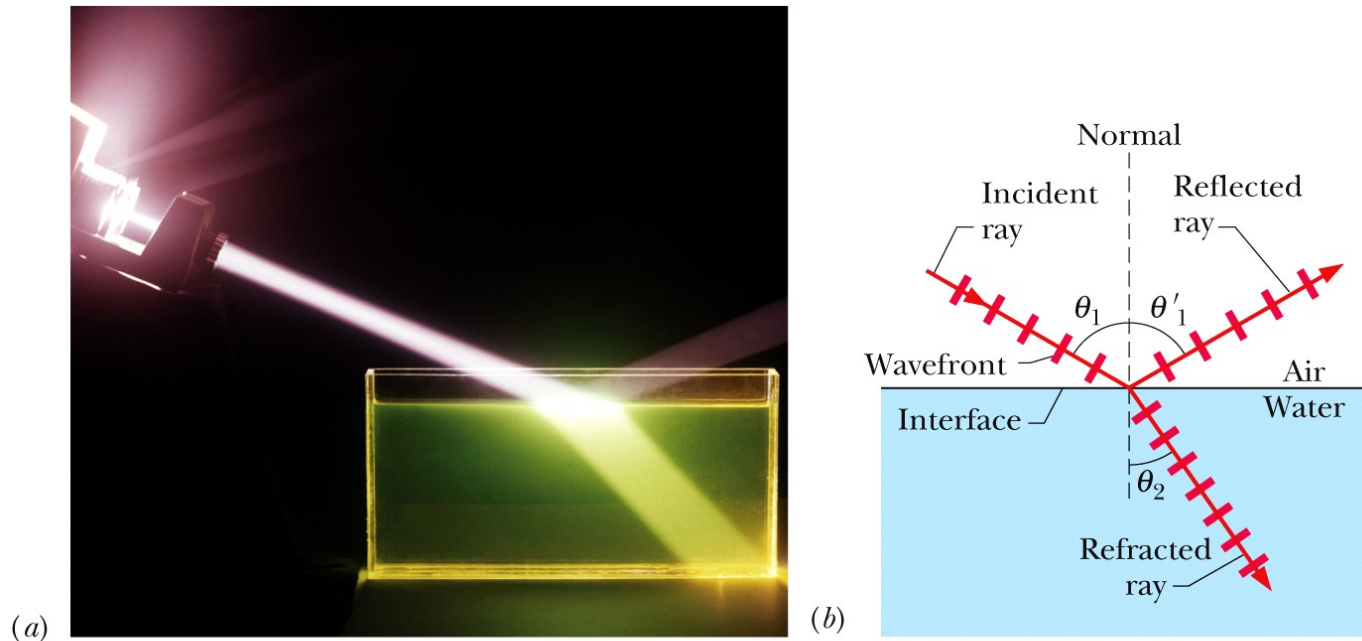 (a)
Normal
Incident
ray
Reflected
ray
θ1
θ′1
Wavefront
Air
Interface
Water
θ2
Refracted
ray
(b)